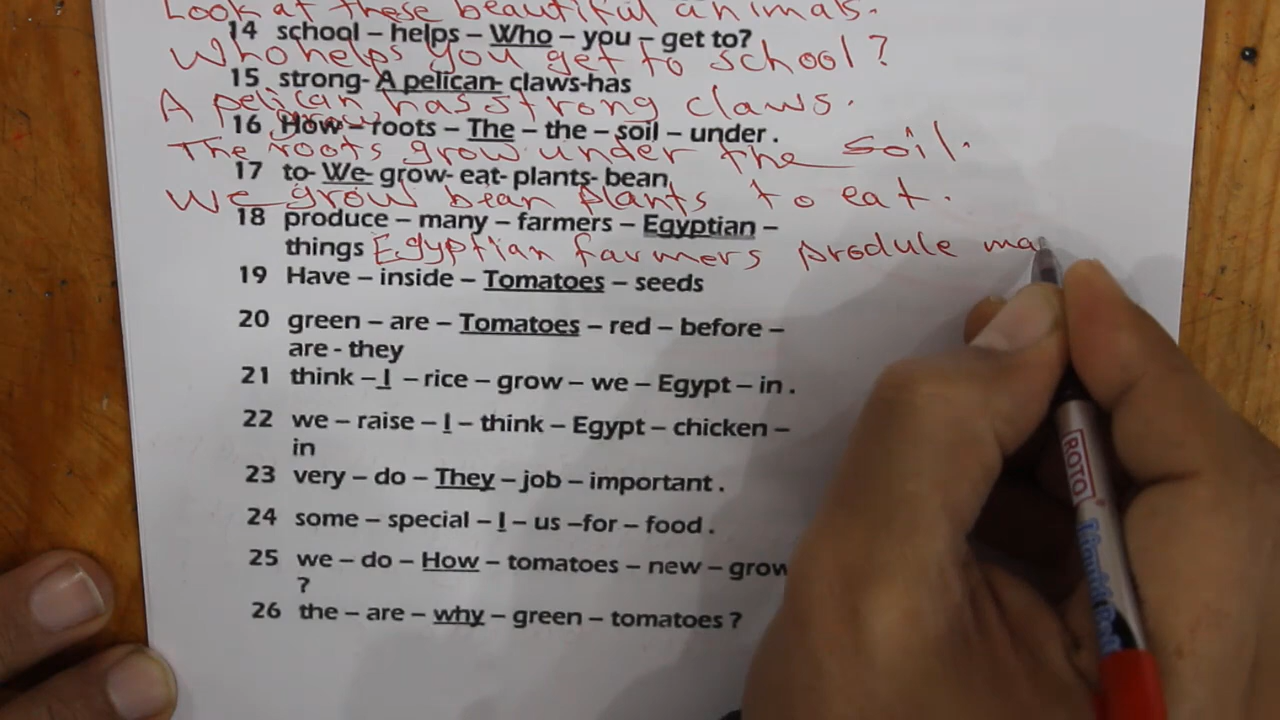 Look at these beautiful animals.
14 school – helps – Who – you – get to?
Who helps you get to school?
15 strong- A pelican- claws-has
A pelican has strong claws.
grow
16 How – roots – The – the – soil – under .
The roots grow under the soil.
17 to- We- grow- eat- plants- bean.
We grow bean plants to eat.
18 produce – many – farmers – Egyptian –
things Egyptian farmers produle ma
19 Have – inside – Tomatoes – seeds
20 green – are – Tomatoes – red – before –
are - they
21 think – I – rice – grow – we – Egypt – in .
22 we – raise – I – think – Egypt – chicken –
in
23 very – do – They – job – important .
24 some – special – I – us –for – food .
25 we – do – How – tomatoes – new – grow
?
26 the – are – why – green – tomatoes ?
ROTO